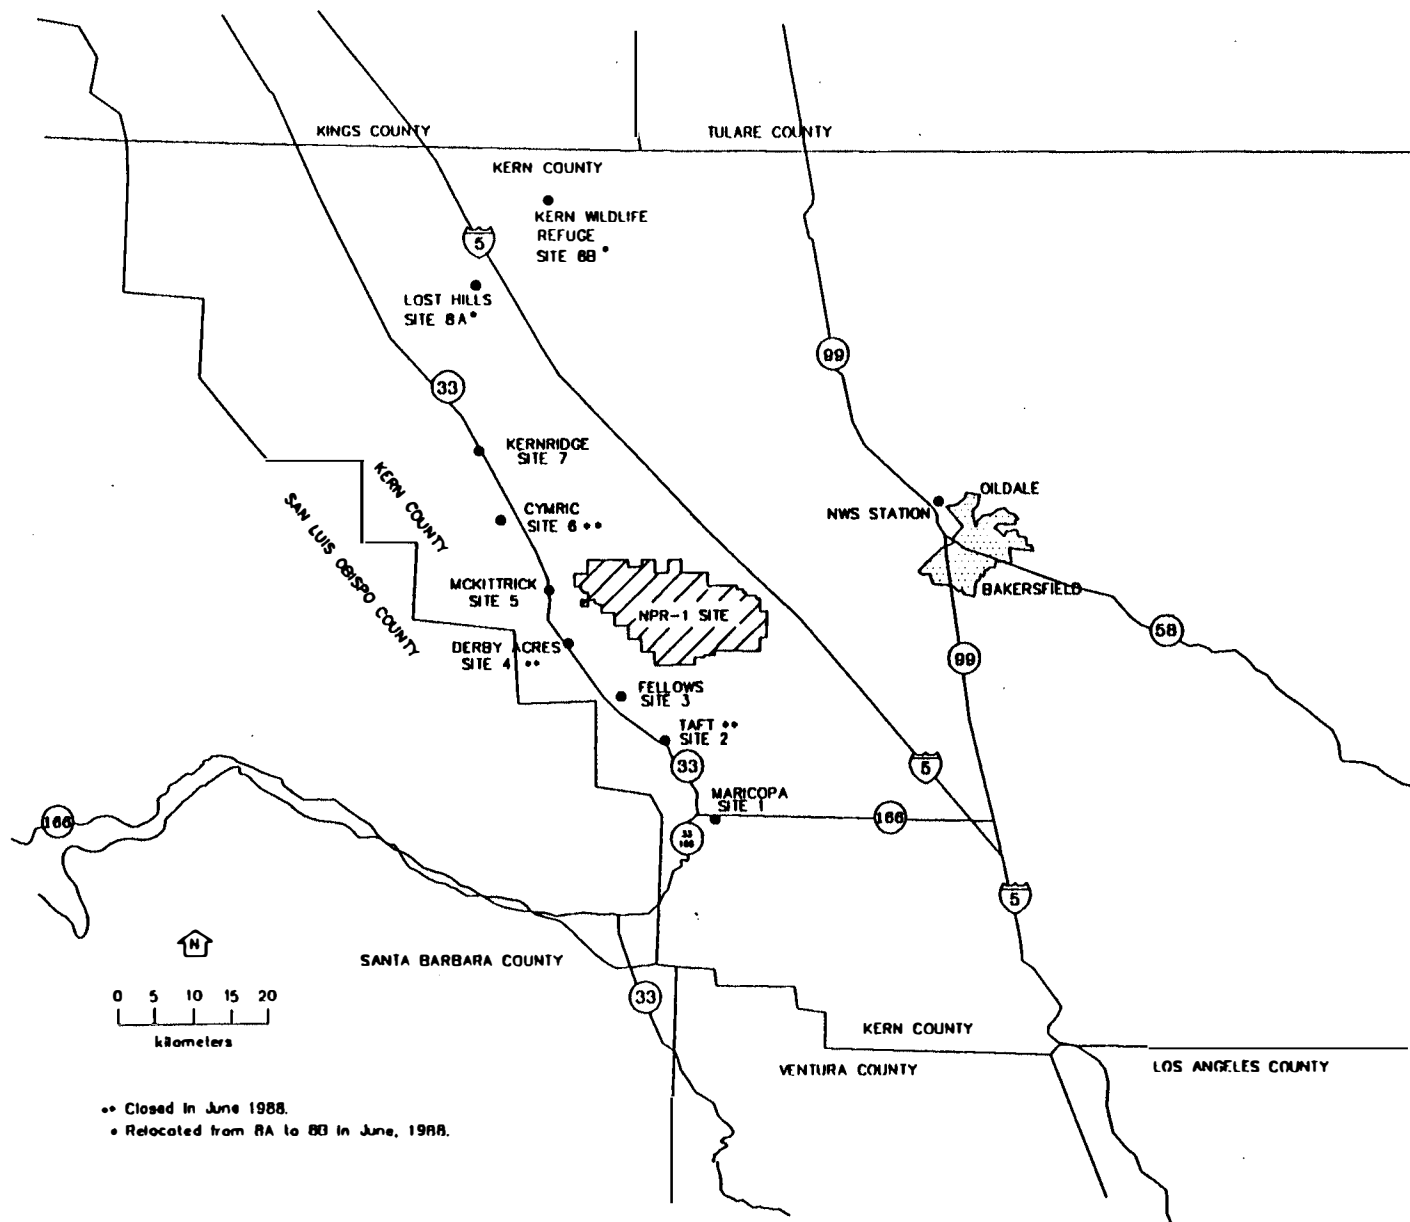 KINGS COUNTY
TULARE COUNTY
KERN COUNTY
KERN WILDLIFE
REFUGE
SITE 8B *
5
LOST HILLS
SITE 8A *
99
33
KERNRIDGE
SITE 7
KERN COUNTY
SAN LUIS OBISPO COUNTY
CYMRIC
SITE 6 **
OILDALE
NWS STATION
BAKERSFIELD
MCKITTRICK
SITE 5
NPR-1 SITE
58
DERBY ACRES
SITE 4 **
99
FELLOWS
SITE 3
TAFT **
SITE 2
33
5
MARICOPA
SITE 1
166
166
33
166
5
N
SANTA BARBARA COUNTY
0 5 10 15 20
kilometers
33
KERN COUNTY
VENTURA COUNTY
LOS ANGELES COUNTY
** Closed in June 1988.
* Relocated from 8A to 8B in June, 1988.